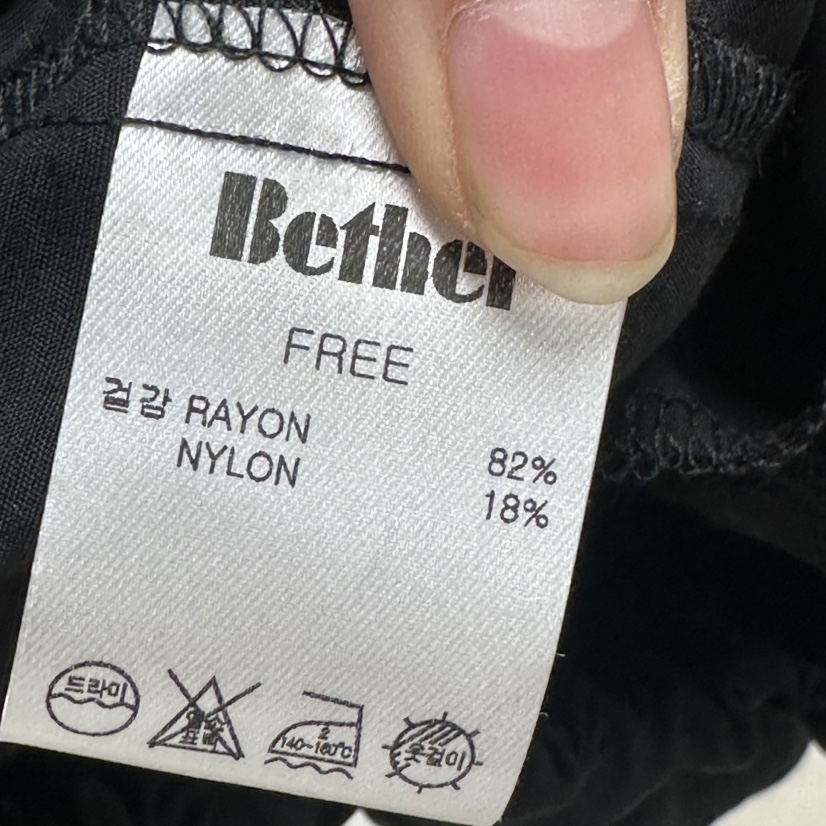 FREE
겉감 RAYON 82%
NYLON 18%
드라이
염소
표백
2
140~160°C
옷걸이